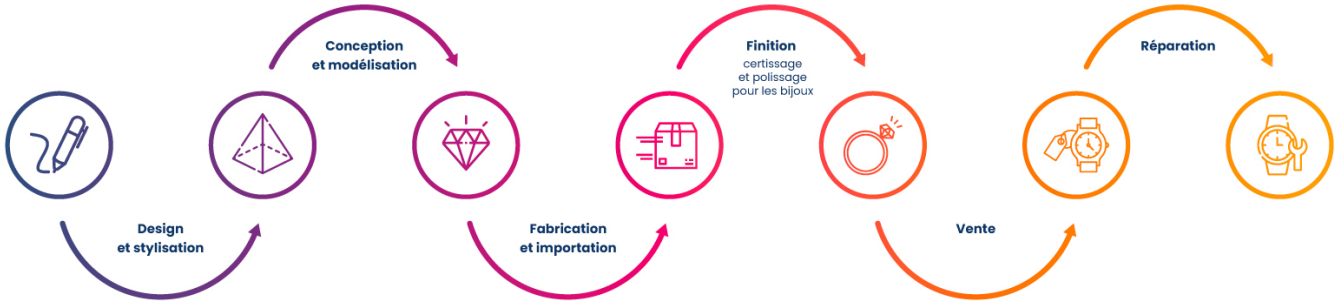 Design
et stylisation
Conception
et modélisation
Fabrication
et importation
Finition
certissage
et polissage
pour les bijoux
Vente
Réparation